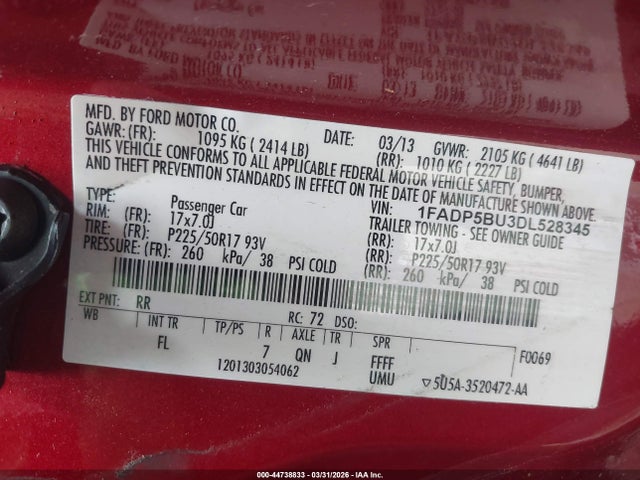 MFD. BY FORD MOTOR CO. DATE: 03/13 GVWR: 2105 KG ( 4641 LB)
GAWR: (FR): 1095 KG ( 2414 LB) (RR): 1010 KG ( 2227 LB)
THIS VEHICLE CONFORMS TO ALL APPLICABLE FEDERAL MOTOR VEHICLE SAFETY, BUMPER,
AND THEFT PREVENTION STANDARDS IN EFFECT ON THE DATE OF MANUFACTURE SHOWN ABOVE.
VIN: 1FADP5BU3DL528345
TYPE: Passenger Car TRAILER TOWING - SEE OWNER GUIDE
RIM: (FR): 17x7.0J (RR): 17x7.0J
TIRE: (FR): P225/50R17 93V (RR): P225/50R17 93V
PRESSURE: (FR): 260 kPa/ 38 PSI COLD (RR): 260 kPa/ 38 PSI COLD
EXT PNT: RR RC: 72 DSO: F0069
WB INT TR TP/PS R AXLE TR SPR
FL 7 QN J FFFF
1201303054062 UMU ▽5U5A-3520472-AA
000-44738833 - 03/31/2026 - IAA Inc.